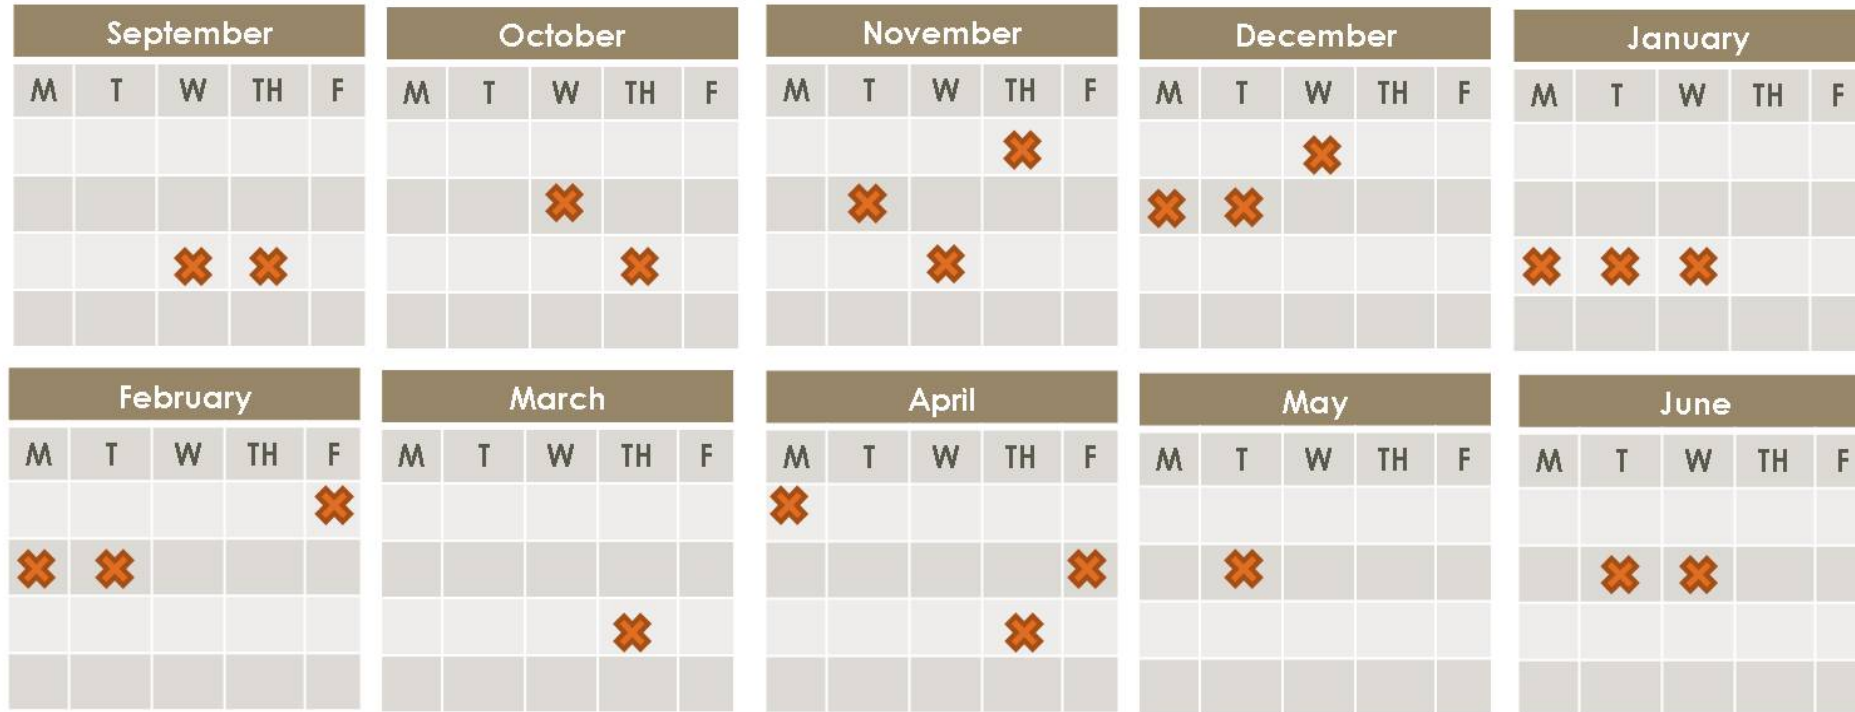 September
M T W TH F
October
M T W TH F
November
M T W TH F
December
M T W TH F
January
M T W TH F
February
M T W TH F
March
M T W TH F
April
M T W TH F
May
M T W TH F
June
M T W TH F